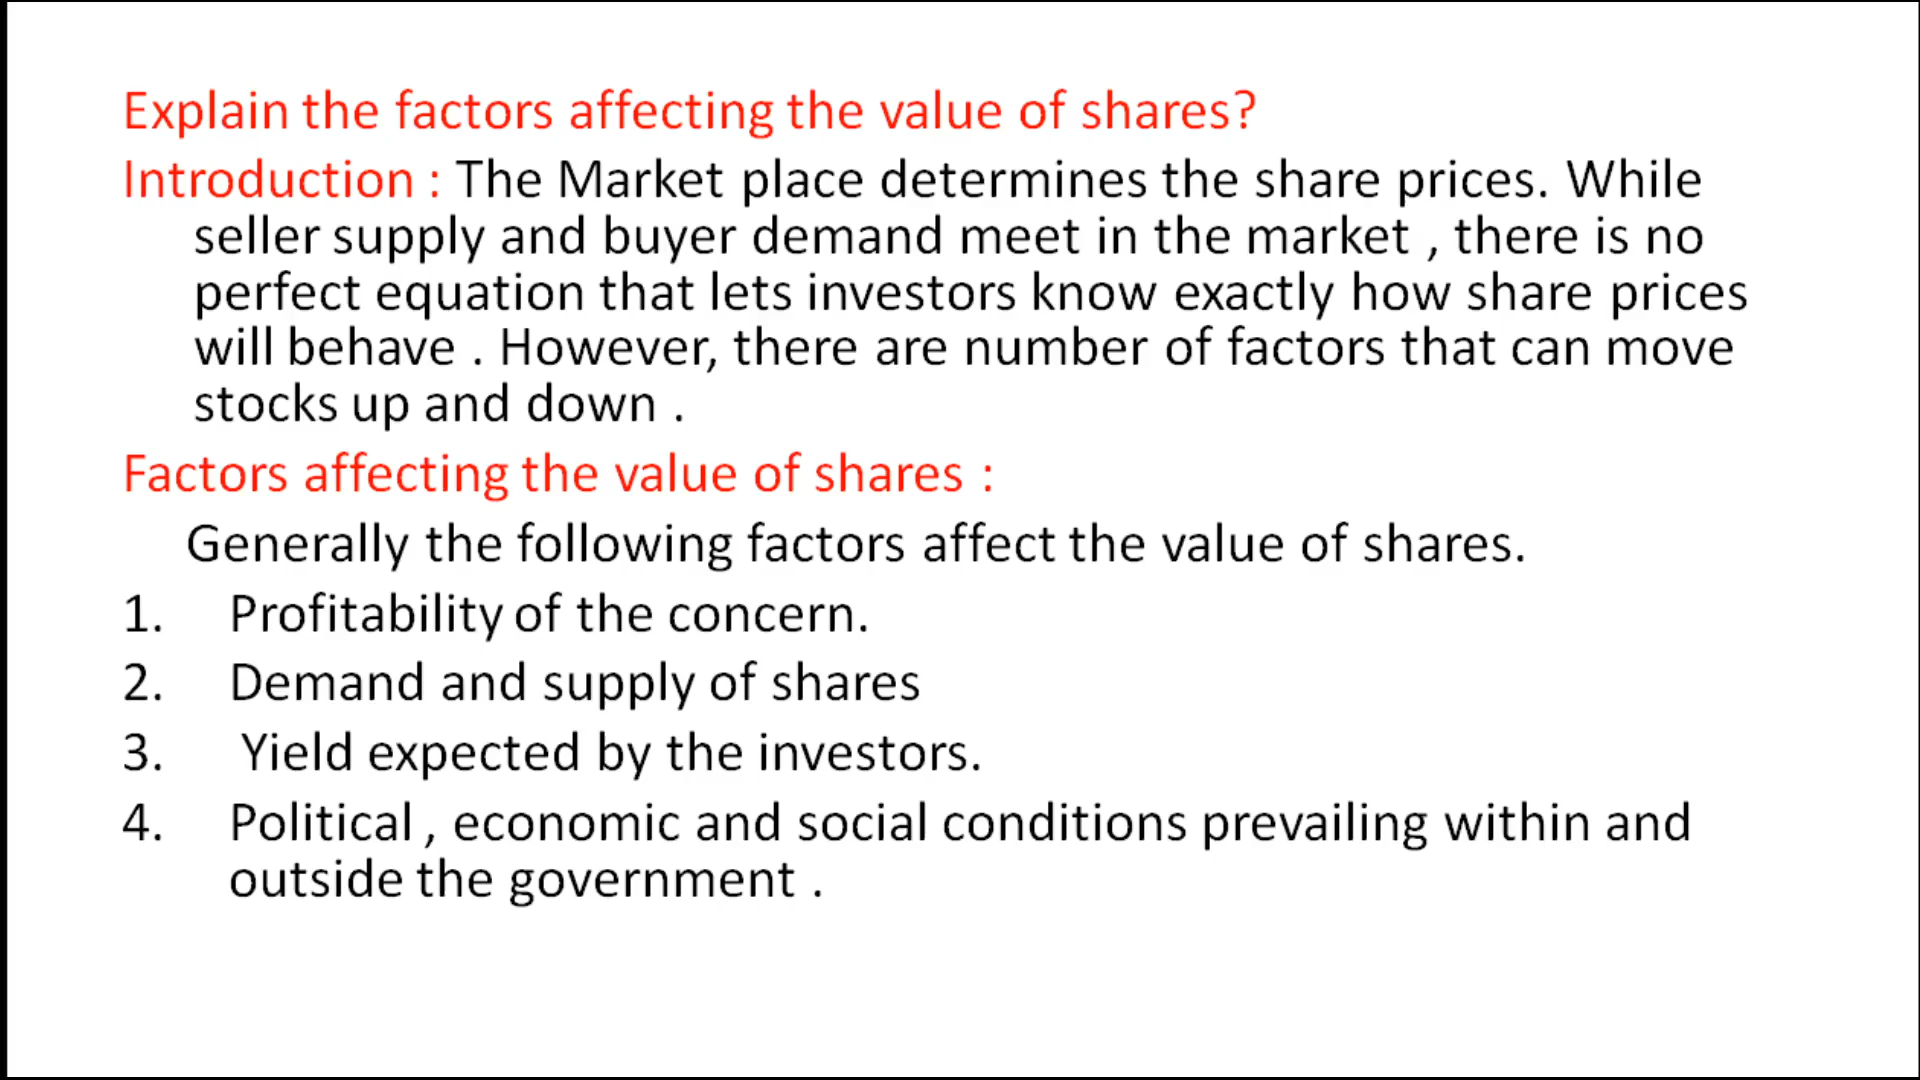 Explain the factors affecting the value of shares?
Introduction : The Market place determines the share prices. While
seller supply and buyer demand meet in the market , there is no
perfect equation that lets investors know exactly how share prices
will behave . However, there are number of factors that can move
stocks up and down .
Factors affecting the value of shares :
Generally the following factors affect the value of shares.
1. Profitability of the concern.
2. Demand and supply of shares
3. Yield expected by the investors.
4. Political , economic and social conditions prevailing within and
outside the government .